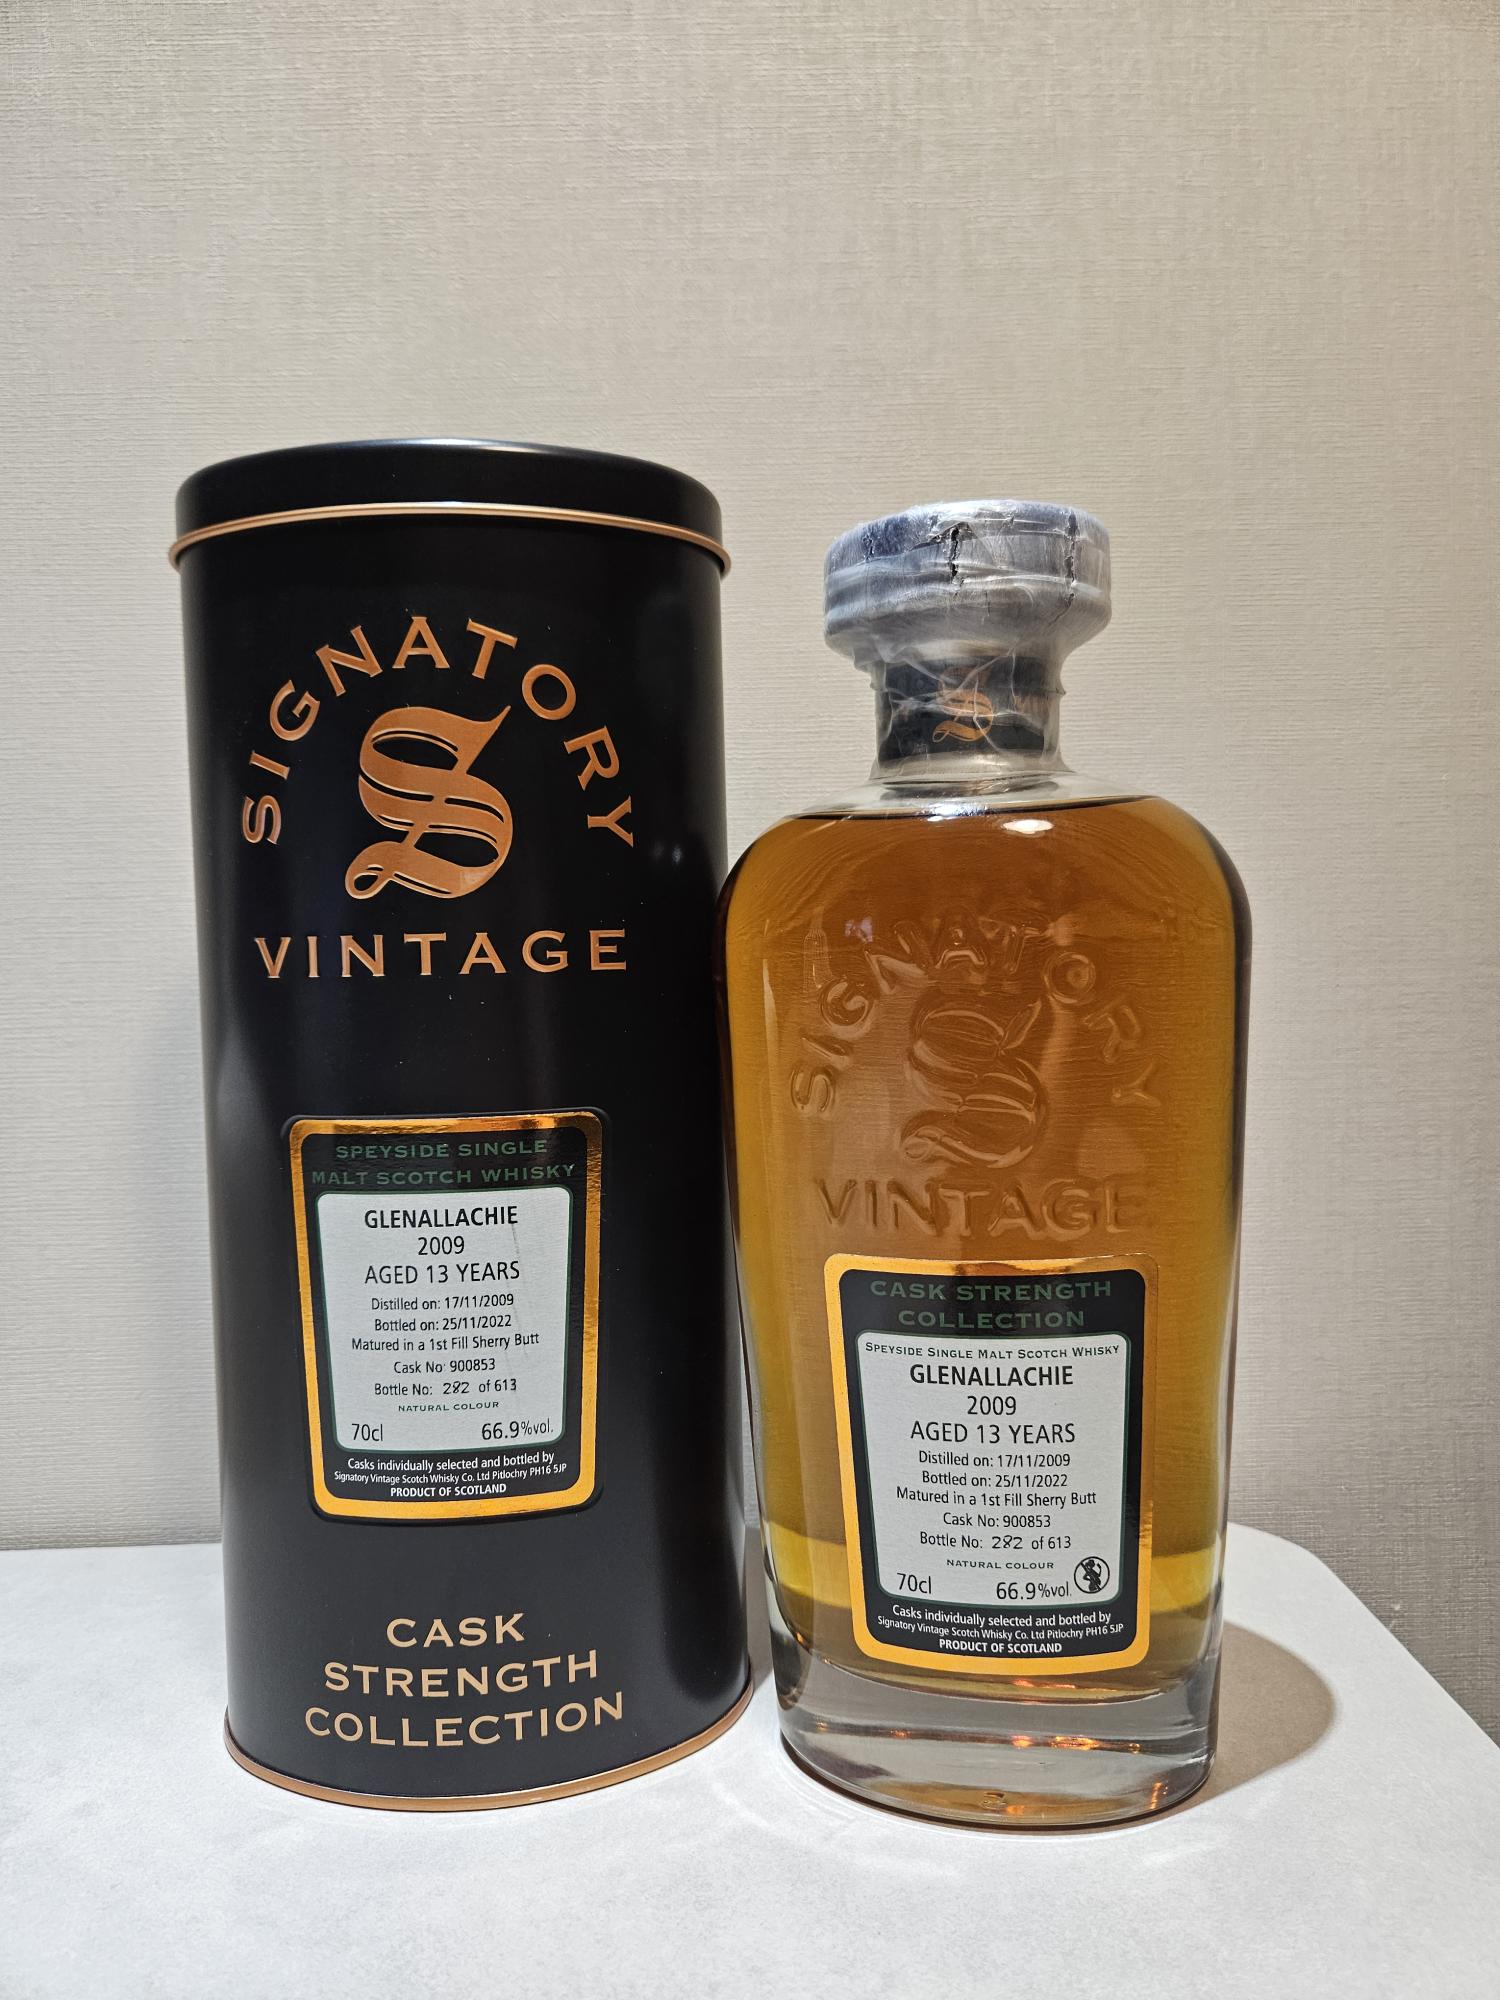 SIGNATORY
S
VINTAGE
SPEYSIDE SINGLE
MALT SCOTCH WHISKY
GLENALLACHIE
2009
AGED 13 YEARS
Distilled on: 17/11/2009
Bottled on: 25/11/2022
Matured in a 1st Fill Sherry Butt
Cask No: 900853
Bottle No: 282 of 613
NATURAL COLOUR
70cl 66.9%vol.
Casks individually selected and bottled by
Signatory Vintage Scotch Whisky Co. Ltd Pitlochry PH16 5JP
PRODUCT OF SCOTLAND
CASK
STRENGTH
COLLECTION
S
SIGNATORY
S
VINTAGE
CASK STRENGTH
COLLECTION
SPEYSIDE SINGLE MALT SCOTCH WHISKY
GLENALLACHIE
2009
AGED 13 YEARS
Distilled on: 17/11/2009
Bottled on: 25/11/2022
Matured in a 1st Fill Sherry Butt
Cask No: 900853
Bottle No: 282 of 613
NATURAL COLOUR
70cl 66.9%vol.
Casks individually selected and bottled by
Signatory Vintage Scotch Whisky Co. Ltd Pitlochry PH16 5JP
PRODUCT OF SCOTLAND